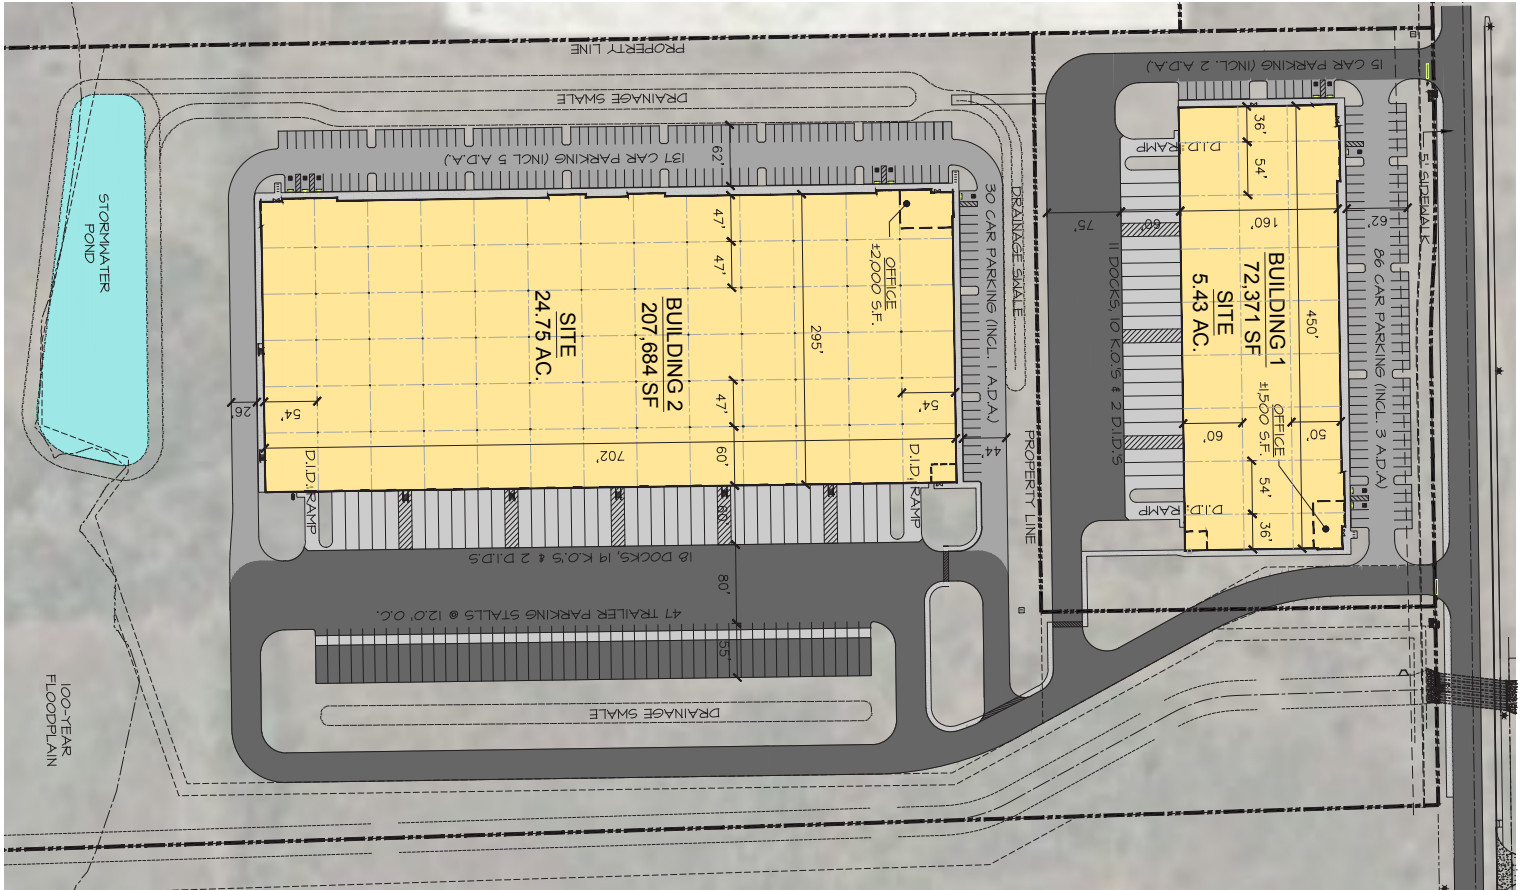 PROPERTY LINE
DRAINAGE SWALE
137 CAR PARKING (INCL 5 A.D.A.)
62'
STORMWATER
POND
47'
47'
OFFICE
±2,000 S.F.
BUILDING 2
207,684 SF
SITE
24.75 AC.
295'
47'
54'
54'
26'
702'
60'
44'
D.I.D. RAMP
D.I.D. RAMP
60'
18 DOCKS, 19 K.O.'S & 2 D.I.D.S
80'
47 TRAILER PARKING STALLS @ 12.0' O.C.
55'
DRAINAGE SWALE
100-YEAR
FLOODPLAIN
30 CAR PARKING (INCL. 1 A.D.A.)
DRAINAGE SWALE
PROPERTY LINE
15 CAR PARKING (INCL. 2 A.D.A.)
36'
54'
D.I.D. RAMP
75'
60'
160'
62'
5' SIDEWALK
11 DOCKS, 10 K.O.'S & 2 D.I.D.'S
BUILDING 1
72,371 SF
SITE
5.43 AC.
450'
86 CAR PARKING (INCL. 3 A.D.A.)
OFFICE
±1,500 S.F.
60'
50'
54'
36'
D.I.D. RAMP